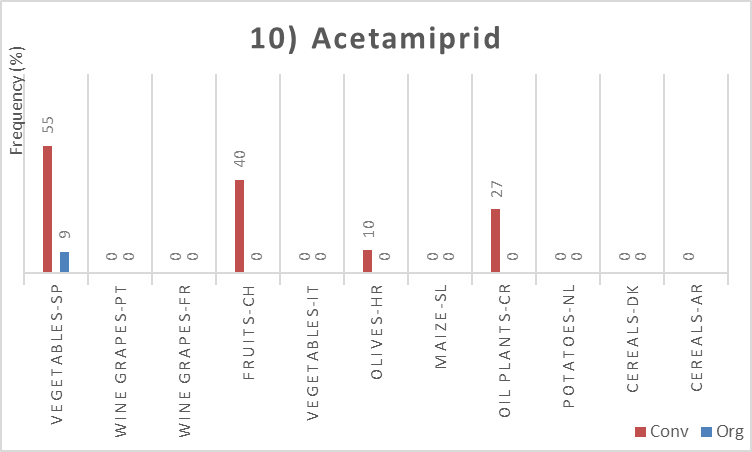 10) Acetamiprid
Frequency (%)
55
9
0
0
0
0
40
0
0
0
10
0
0
0
27
0
0
0
0
0
0
VEGETABLES-SP
WINE GRAPES-PT
WINE GRAPES-FR
FRUITS-CH
VEGETABLES-IT
OLIVES-HR
MAIZE-SL
OIL PLANTS-CR
POTATOES-NL
CEREALS-DK
CEREALS-AR
Conv Org